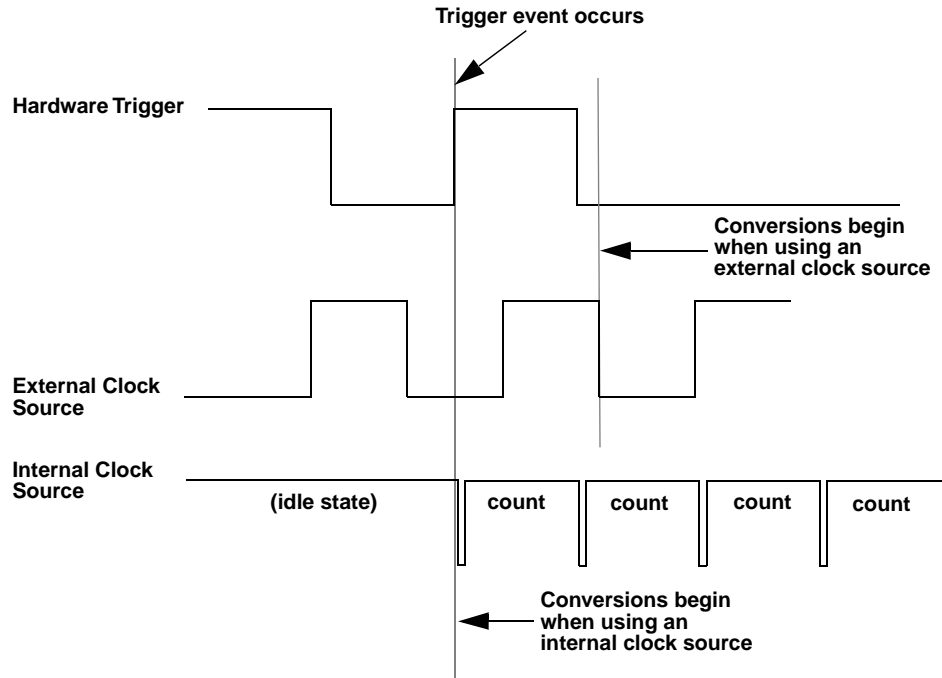 Trigger event occurs
Hardware Trigger
Conversions begin
when using an
external clock source
External Clock
Source
Internal Clock
Source
(idle state)
count
count
count
count
Conversions begin
when using an
internal clock source